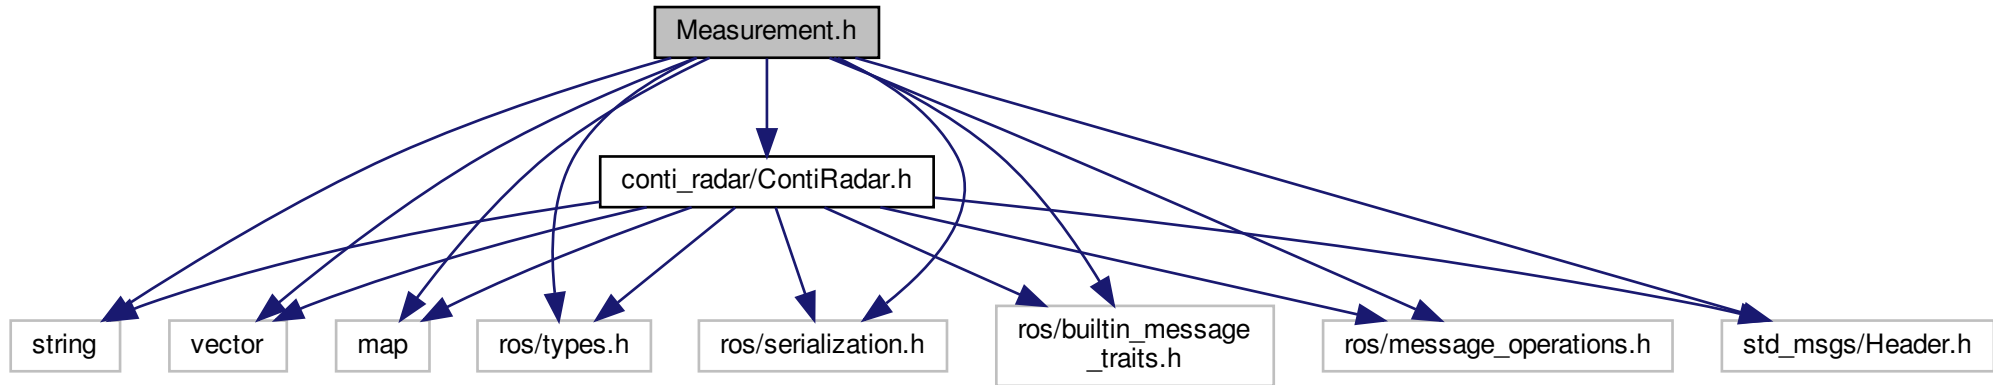 Measurement.h
conti_radar/ContiRadar.h
string
vector
map
ros/types.h
ros/serialization.h
ros/builtin_message
_traits.h
ros/message_operations.h
std_msgs/Header.h